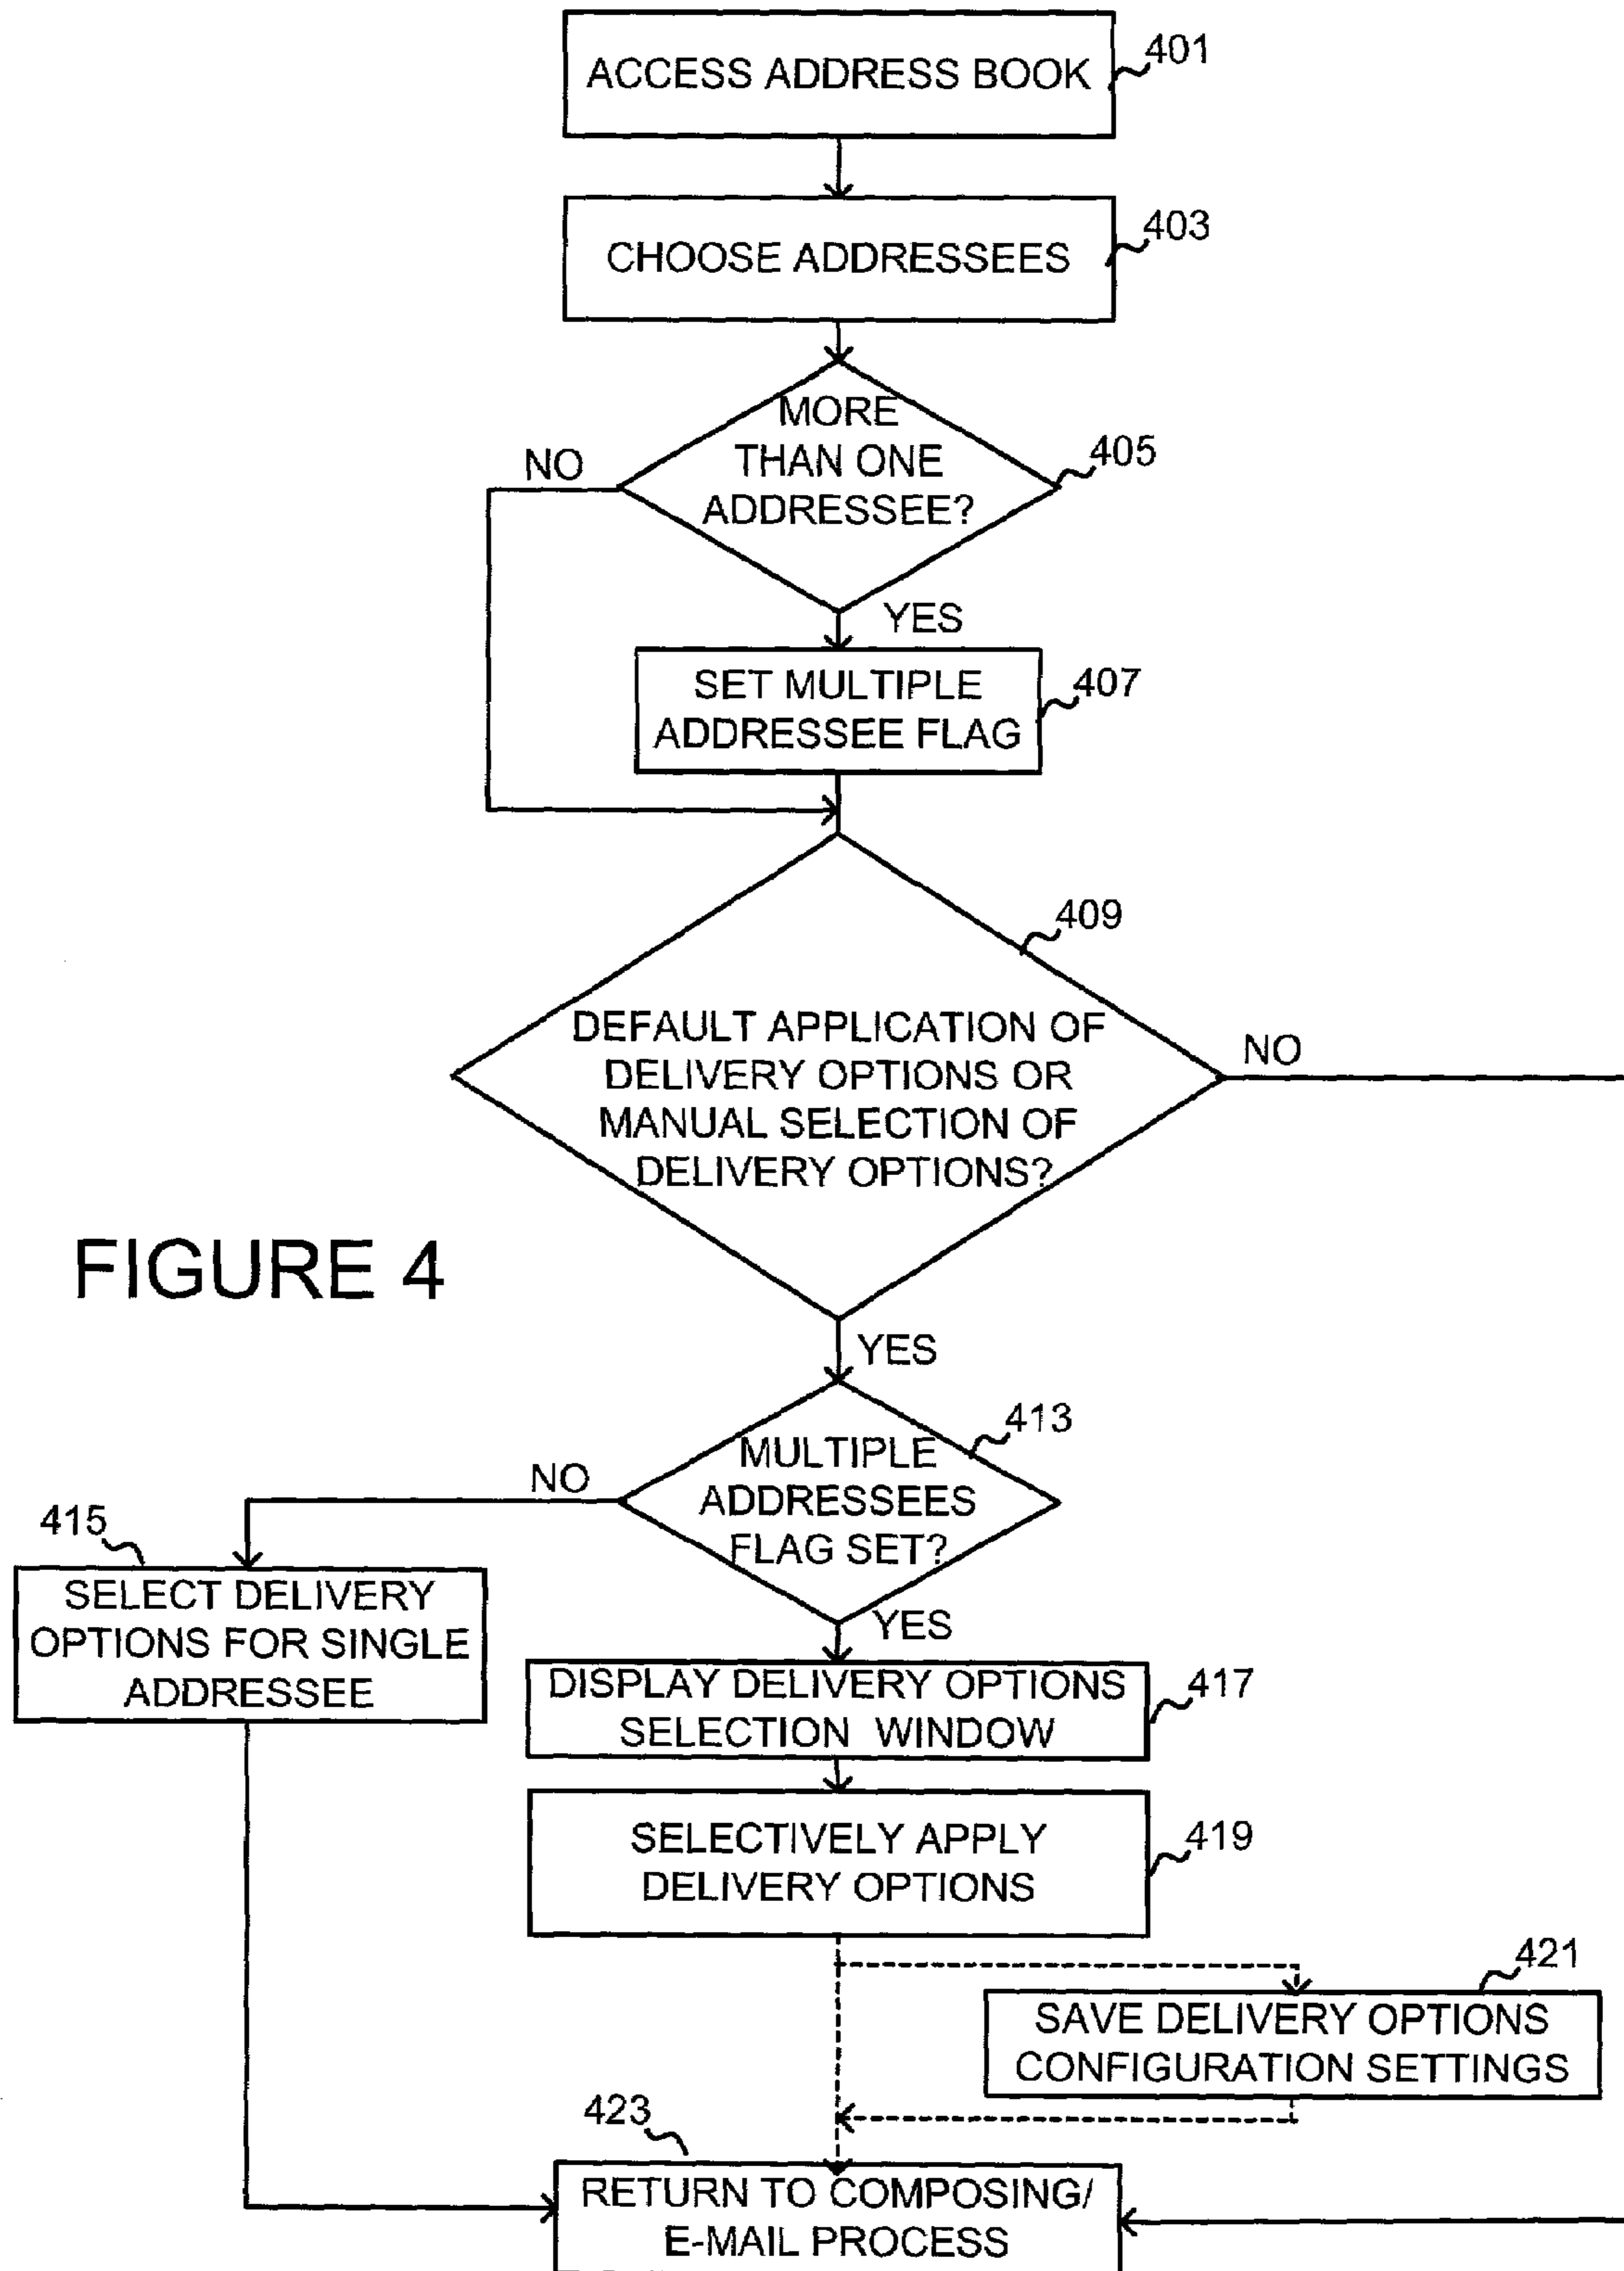 ACCESS ADDRESS BOOK
401
CHOOSE ADDRESSEES
403
MORE
THAN ONE
ADDRESSEE?
405
NO
YES
SET MULTIPLE
ADDRESSEE FLAG
407
409
DEFAULT APPLICATION OF
DELIVERY OPTIONS OR
MANUAL SELECTION OF
DELIVERY OPTIONS?
NO
FIGURE 4
YES
413
MULTIPLE
ADDRESSEES
FLAG SET?
NO
415
SELECT DELIVERY
OPTIONS FOR SINGLE
ADDRESSEE
YES
DISPLAY DELIVERY OPTIONS
SELECTION WINDOW
417
SELECTIVELY APPLY
DELIVERY OPTIONS
419
421
SAVE DELIVERY OPTIONS
CONFIGURATION SETTINGS
423
RETURN TO COMPOSING/
E-MAIL PROCESS